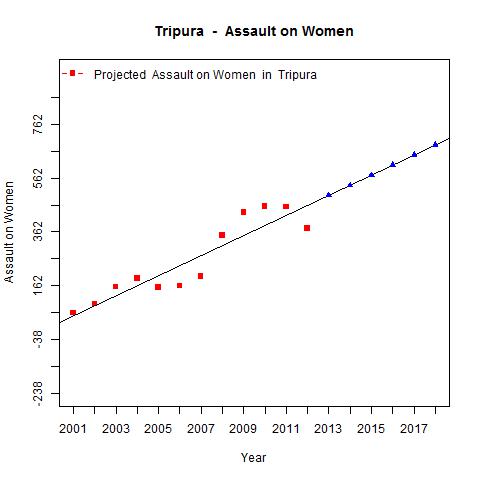 Tripura - Assault on Women
Projected Assault on Women in Tripura
762
562
362
162
-38
-238
Assault on Women
2001 2003 2005 2007 2009 2011 2013 2015 2017
Year